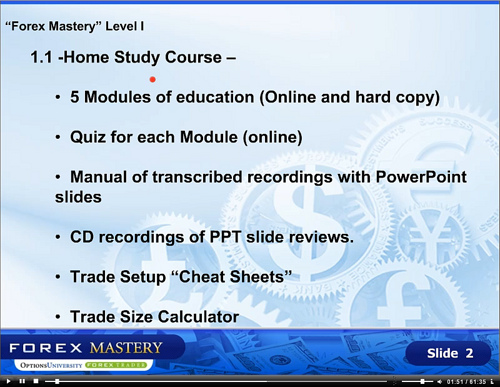 “Forex Mastery” Level I
1.1 -Home Study Course –
• 5 Modules of education (Online and hard copy)
• Quiz for each Module (online)
• Manual of transcribed recordings with PowerPoint
slides
• CD recordings of PPT slide reviews.
• Trade Setup “Cheat Sheets”
• Trade Size Calculator
FOREX MASTERY
OPTIONSUNIVERSITY FOREX TRADER
Slide 2
01:51 / 61:35